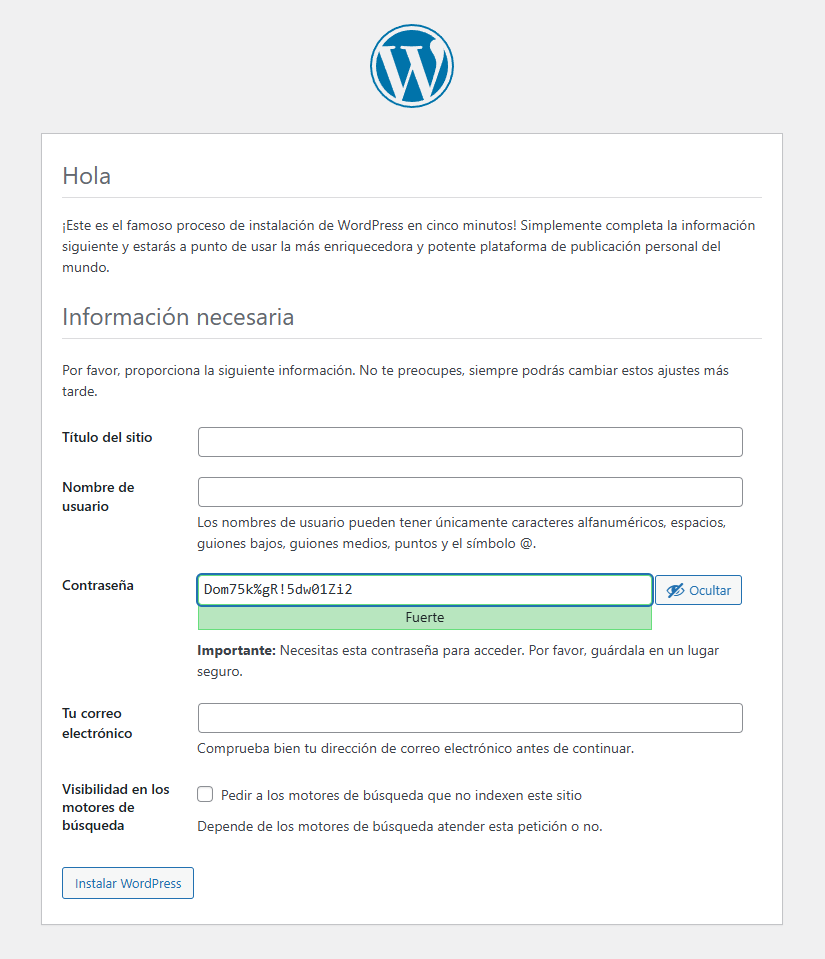 Hola
¡Este es el famoso proceso de instalación de WordPress en cinco minutos! Simplemente completa la información
siguiente y estarás a punto de usar la más enriquecedora y potente plataforma de publicación personal del
mundo.
Información necesaria
Por favor, proporciona la siguiente información. No te preocupes, siempre podrás cambiar estos ajustes más
tarde.
Título del sitio
Nombre de
usuario
Los nombres de usuario pueden tener únicamente caracteres alfanuméricos, espacios,
guiones bajos, guiones medios, puntos y el símbolo @.
Contraseña
Dom75k%gR!5dw01Zi2
Ocultar
Fuerte
Importante: Necesitas esta contraseña para acceder. Por favor, guárdala en un lugar
seguro.
Tu correo
electrónico
Comprueba bien tu dirección de correo electrónico antes de continuar.
Visibilidad en los
motores de
búsqueda
Pedir a los motores de búsqueda que no indexen este sitio
Depende de los motores de búsqueda atender esta petición o no.
Instalar WordPress